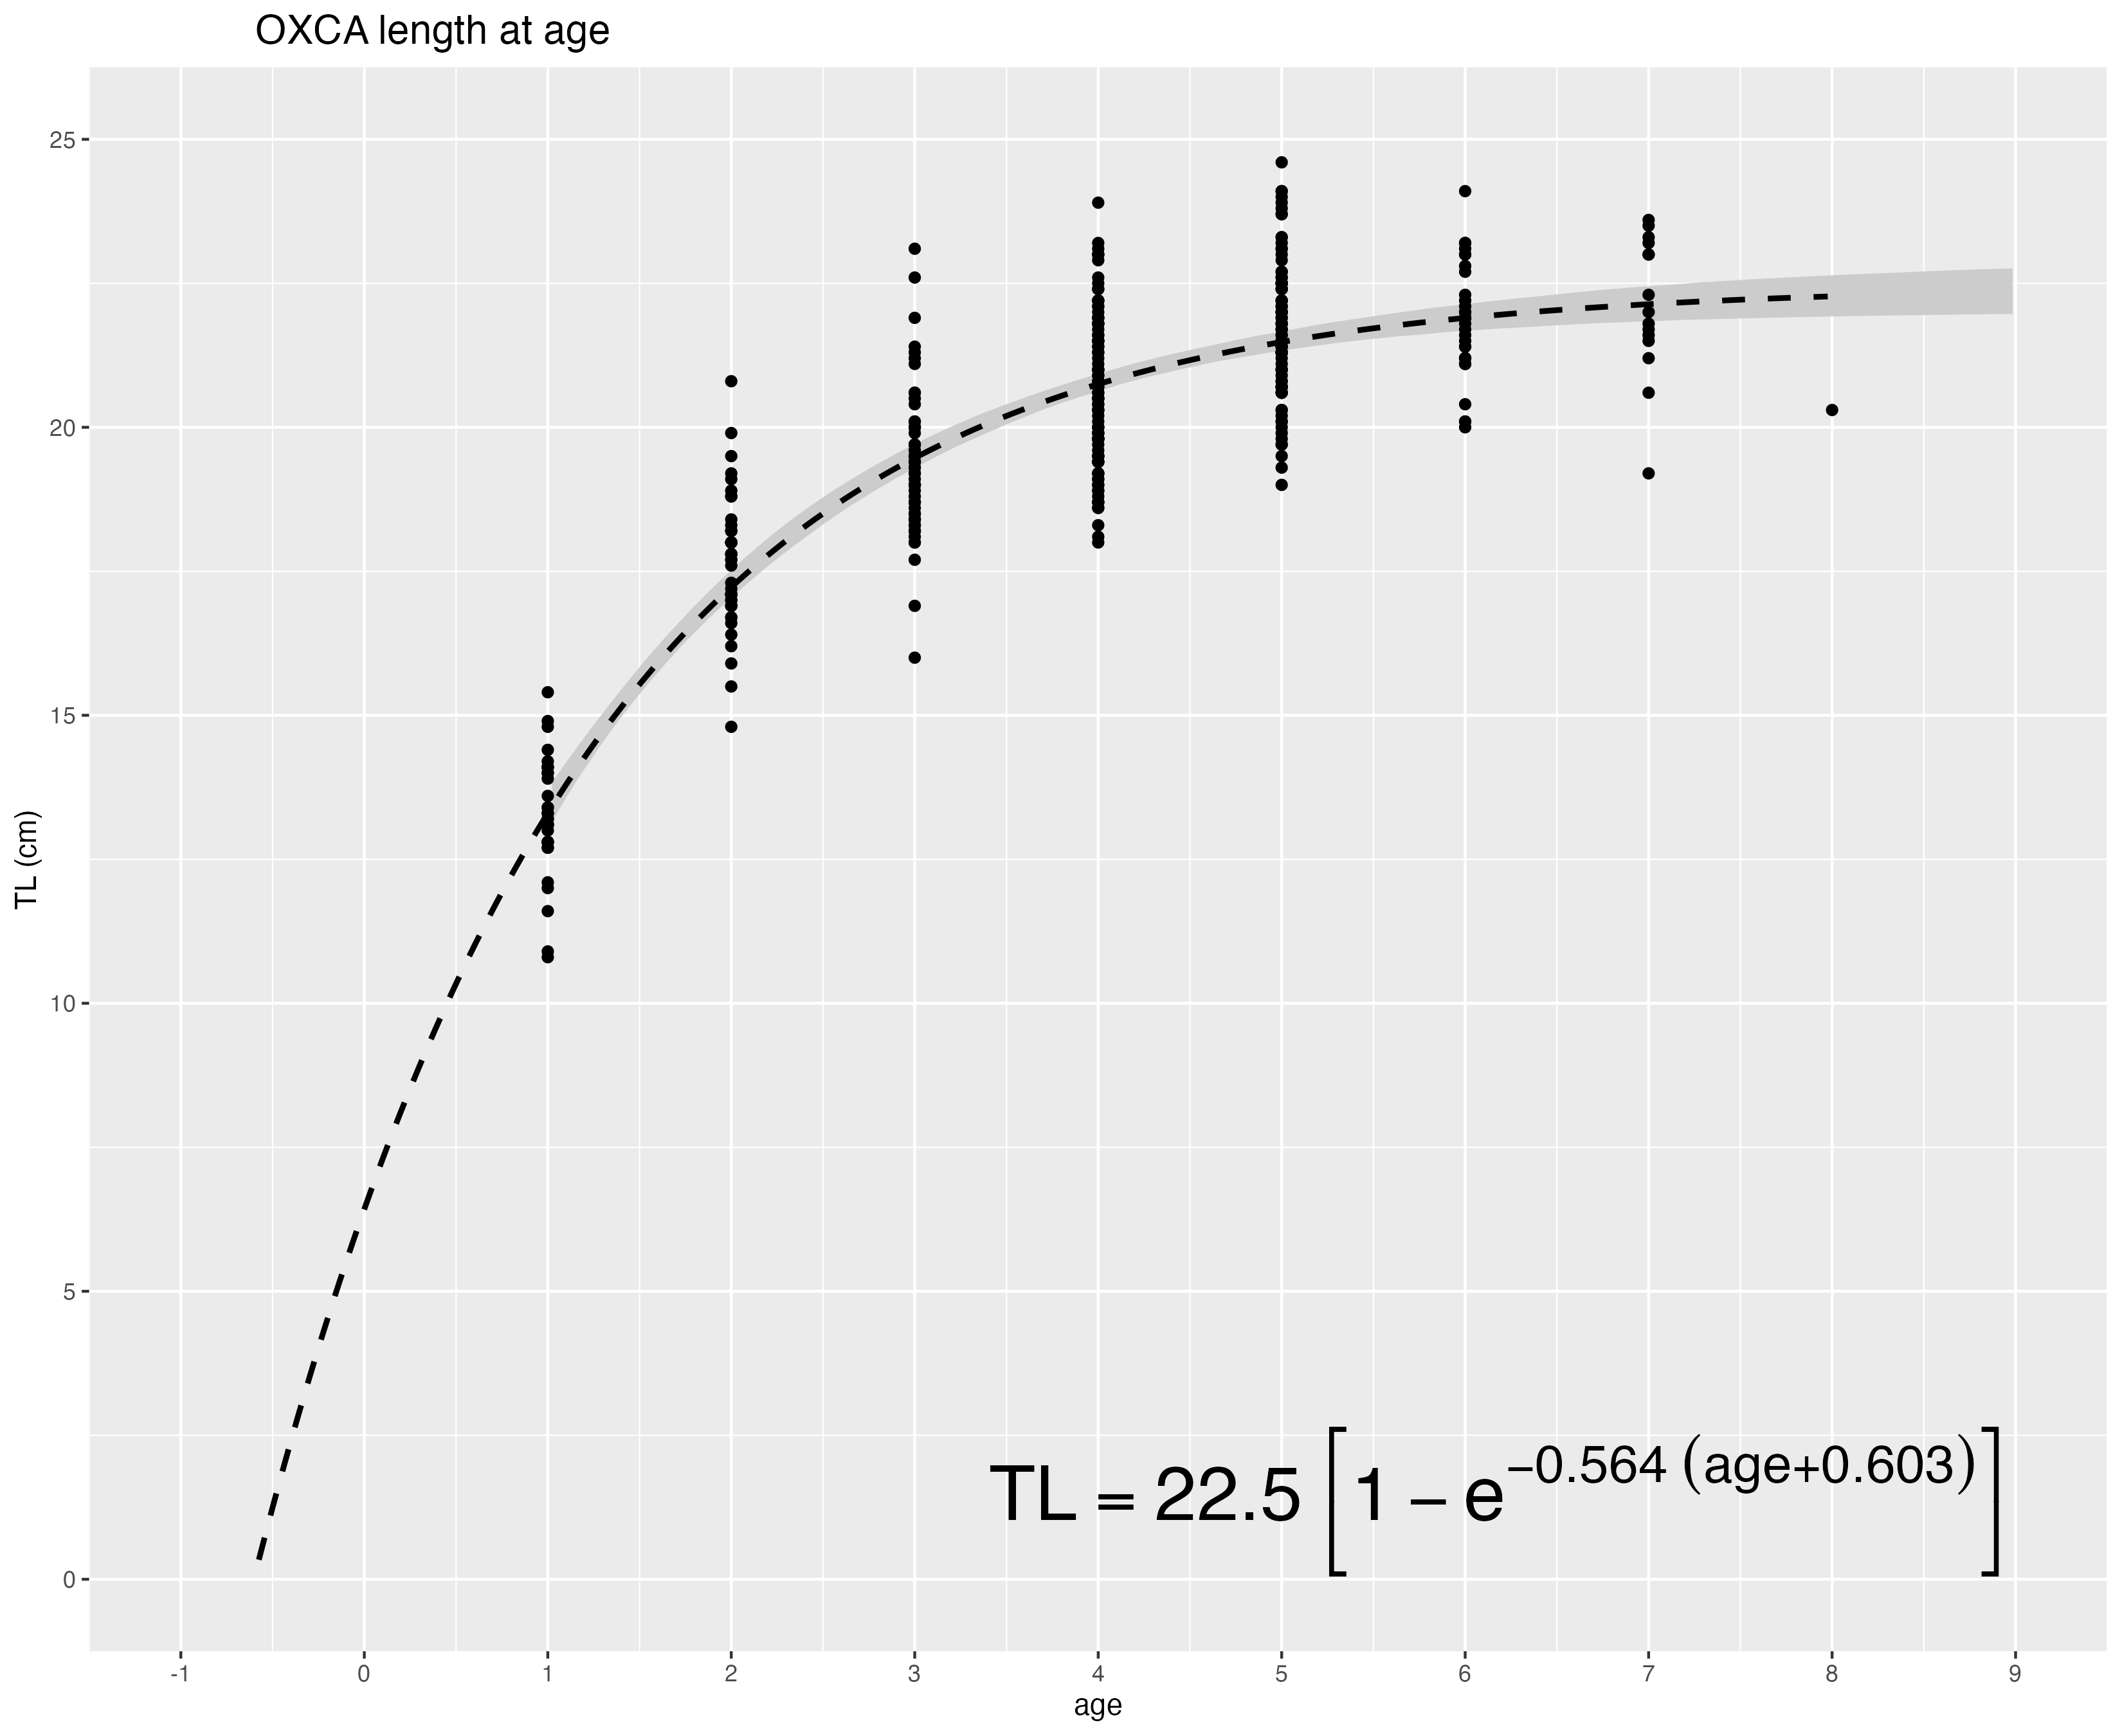 OXCA length at age
25
20
15
10
5
0
TL (cm)
TL = 22.5 [1 − e^−0.564 (age+0.603)]
-1 0 1 2 3 4 5 6 7 8 9
age